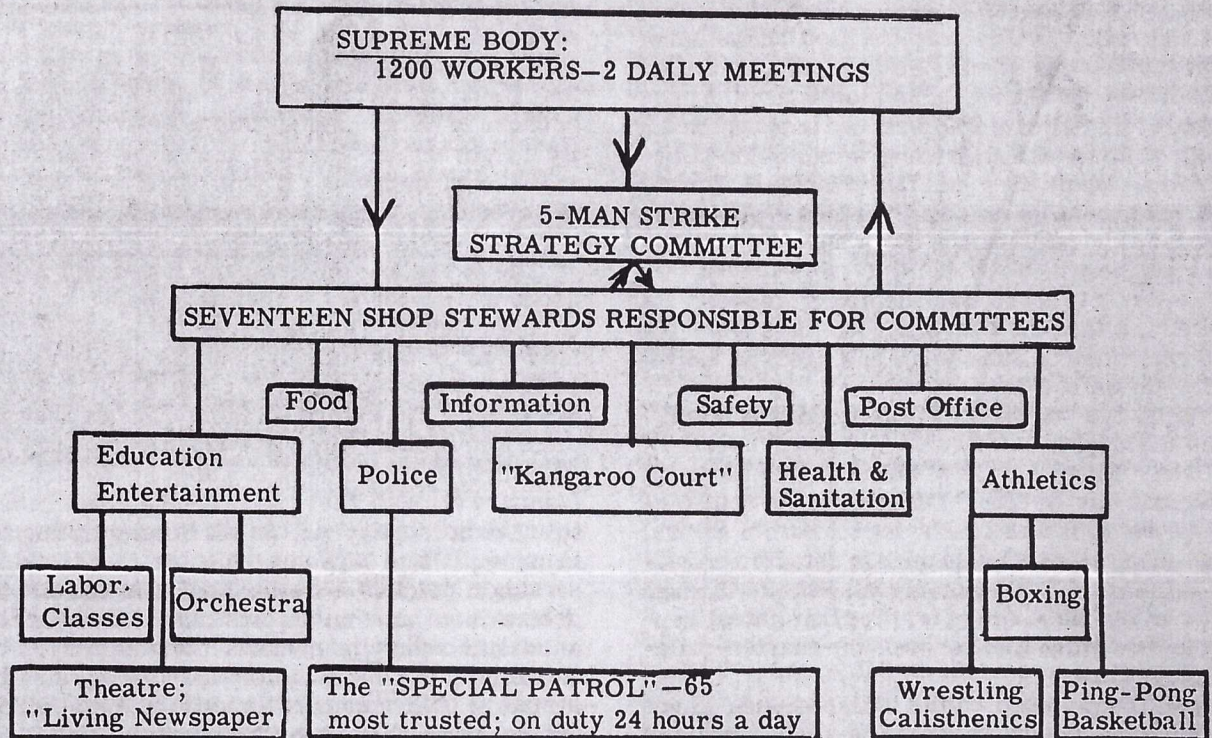 SUPREME BODY:
1200 WORKERS—2 DAILY MEETINGS
5-MAN STRIKE
STRATEGY COMMITTEE
SEVENTEEN SHOP STEWARDS RESPONSIBLE FOR COMMITTEES
Food
Information
Safety
Post Office
Education
Entertainment
Police
"Kangaroo Court"
Health &
Sanitation
Athletics
Labor
Classes
Orchestra
Boxing
Theatre;
"Living Newspaper
The "SPECIAL PATROL"—65
most trusted; on duty 24 hours a day
Wrestling
Calisthenics
Ping-Pong
Basketball